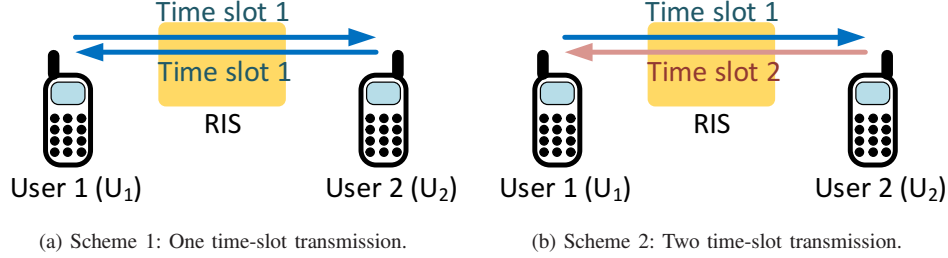 Time slot 1
Time slot 1
RIS
User 1 (U₁)
User 2 (U₂)
(a) Scheme 1: One time-slot transmission.
Time slot 1
Time slot 2
RIS
User 1 (U₁)
User 2 (U₂)
(b) Scheme 2: Two time-slot transmission.